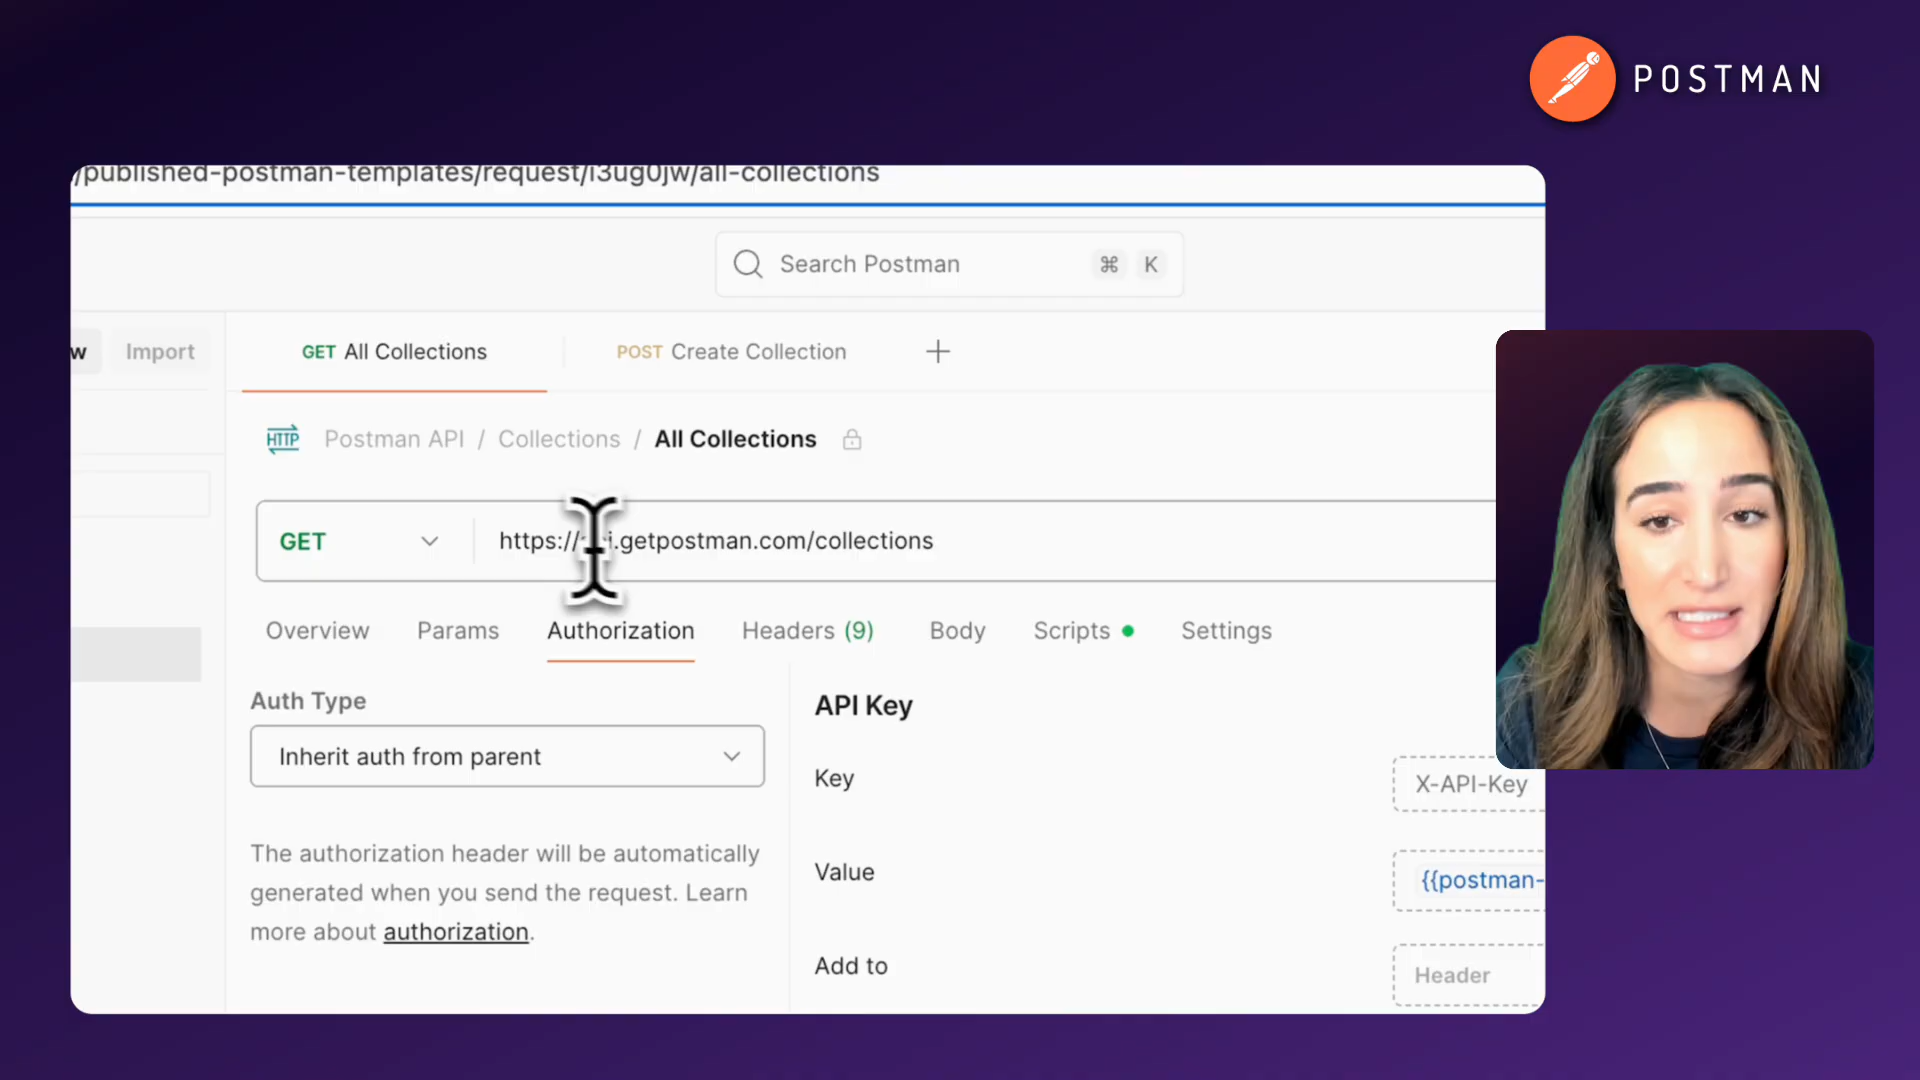 POSTMAN
/published-postman-templates/request/i3ug0jw/all-collections
Search Postman ⌘ K
w Import
GET All Collections
POST Create Collection +
HTTP Postman API / Collections / All Collections
GET https://api.getpostman.com/collections
Overview Params Authorization Headers (9) Body Scripts Settings
Auth Type
Inherit auth from parent
The authorization header will be automatically
generated when you send the request. Learn
more about authorization.
API Key
Key X-API-Key
Value {{postman-
Add to Header